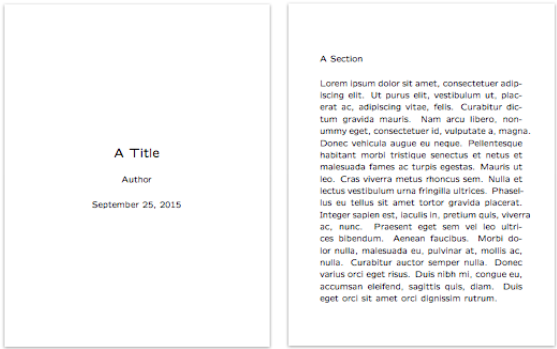 A Title
Author
September 25, 2015
A Section
Lorem ipsum dolor sit amet, consectetuer adip-
iscing elit. Ut purus elit, vestibulum ut, plac-
erat ac, adipiscing vitae, felis. Curabitur dic-
tum gravida mauris. Nam arcu libero, non-
ummy eget, consectetuer id, vulputate a, magna.
Donec vehicula augue eu neque. Pellentesque
habitant morbi tristique senectus et netus et
malesuada fames ac turpis egestas. Mauris ut
leo. Cras viverra metus rhoncus sem. Nulla et
lectus vestibulum urna fringilla ultrices. Phasel-
lus eu tellus sit amet tortor gravida placerat.
Integer sapien est, iaculis in, pretium quis, viverra
ac, nunc. Praesent eget sem vel leo ultri-
ces bibendum. Aenean faucibus. Morbi do-
lor nulla, malesuada eu, pulvinar at, mollis ac,
nulla. Curabitur auctor semper nulla. Donec
varius orci eget risus. Duis nibh mi, congue eu,
accumsan eleifend, sagittis quis, diam. Duis
eget orci sit amet orci dignissim rutrum.